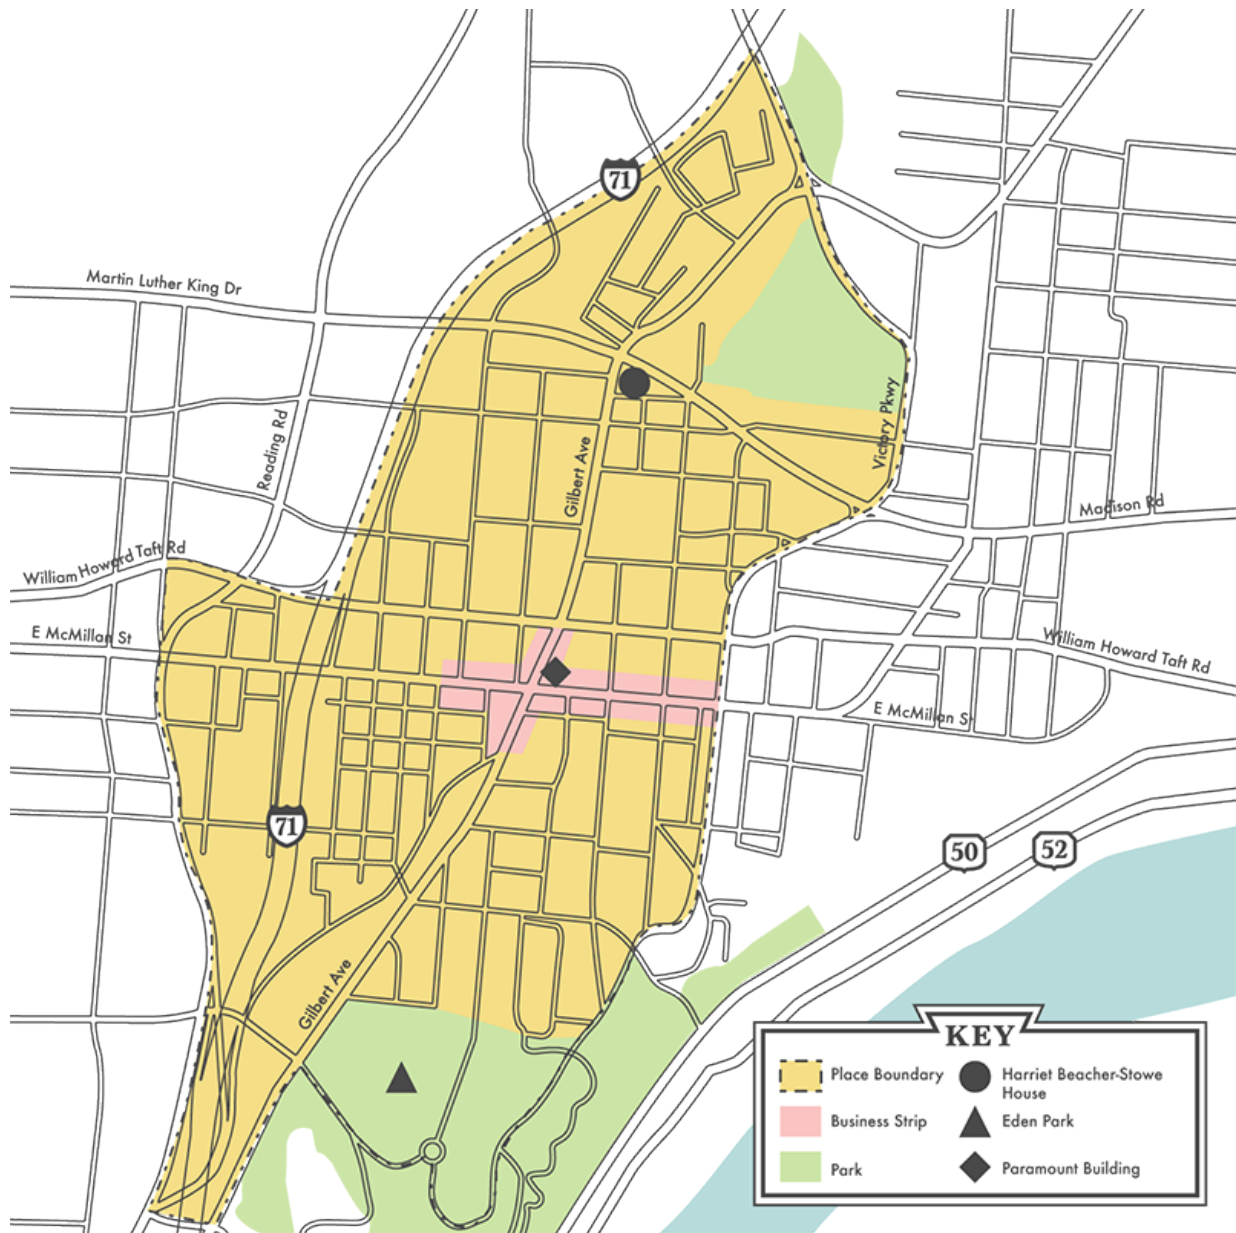 71
Martin Luther King Dr
Reading Rd
Gilbert Ave
Victory Pkwy
Madison Rd
William Howard Taft Rd
E McMillan St
William Howard Taft Rd
E McMillan St
71
50
52
Gilbert Ave
KEY
Place Boundary
Business Strip
Park
Harriet Beacher-Stowe
House
Eden Park
Paramount Building